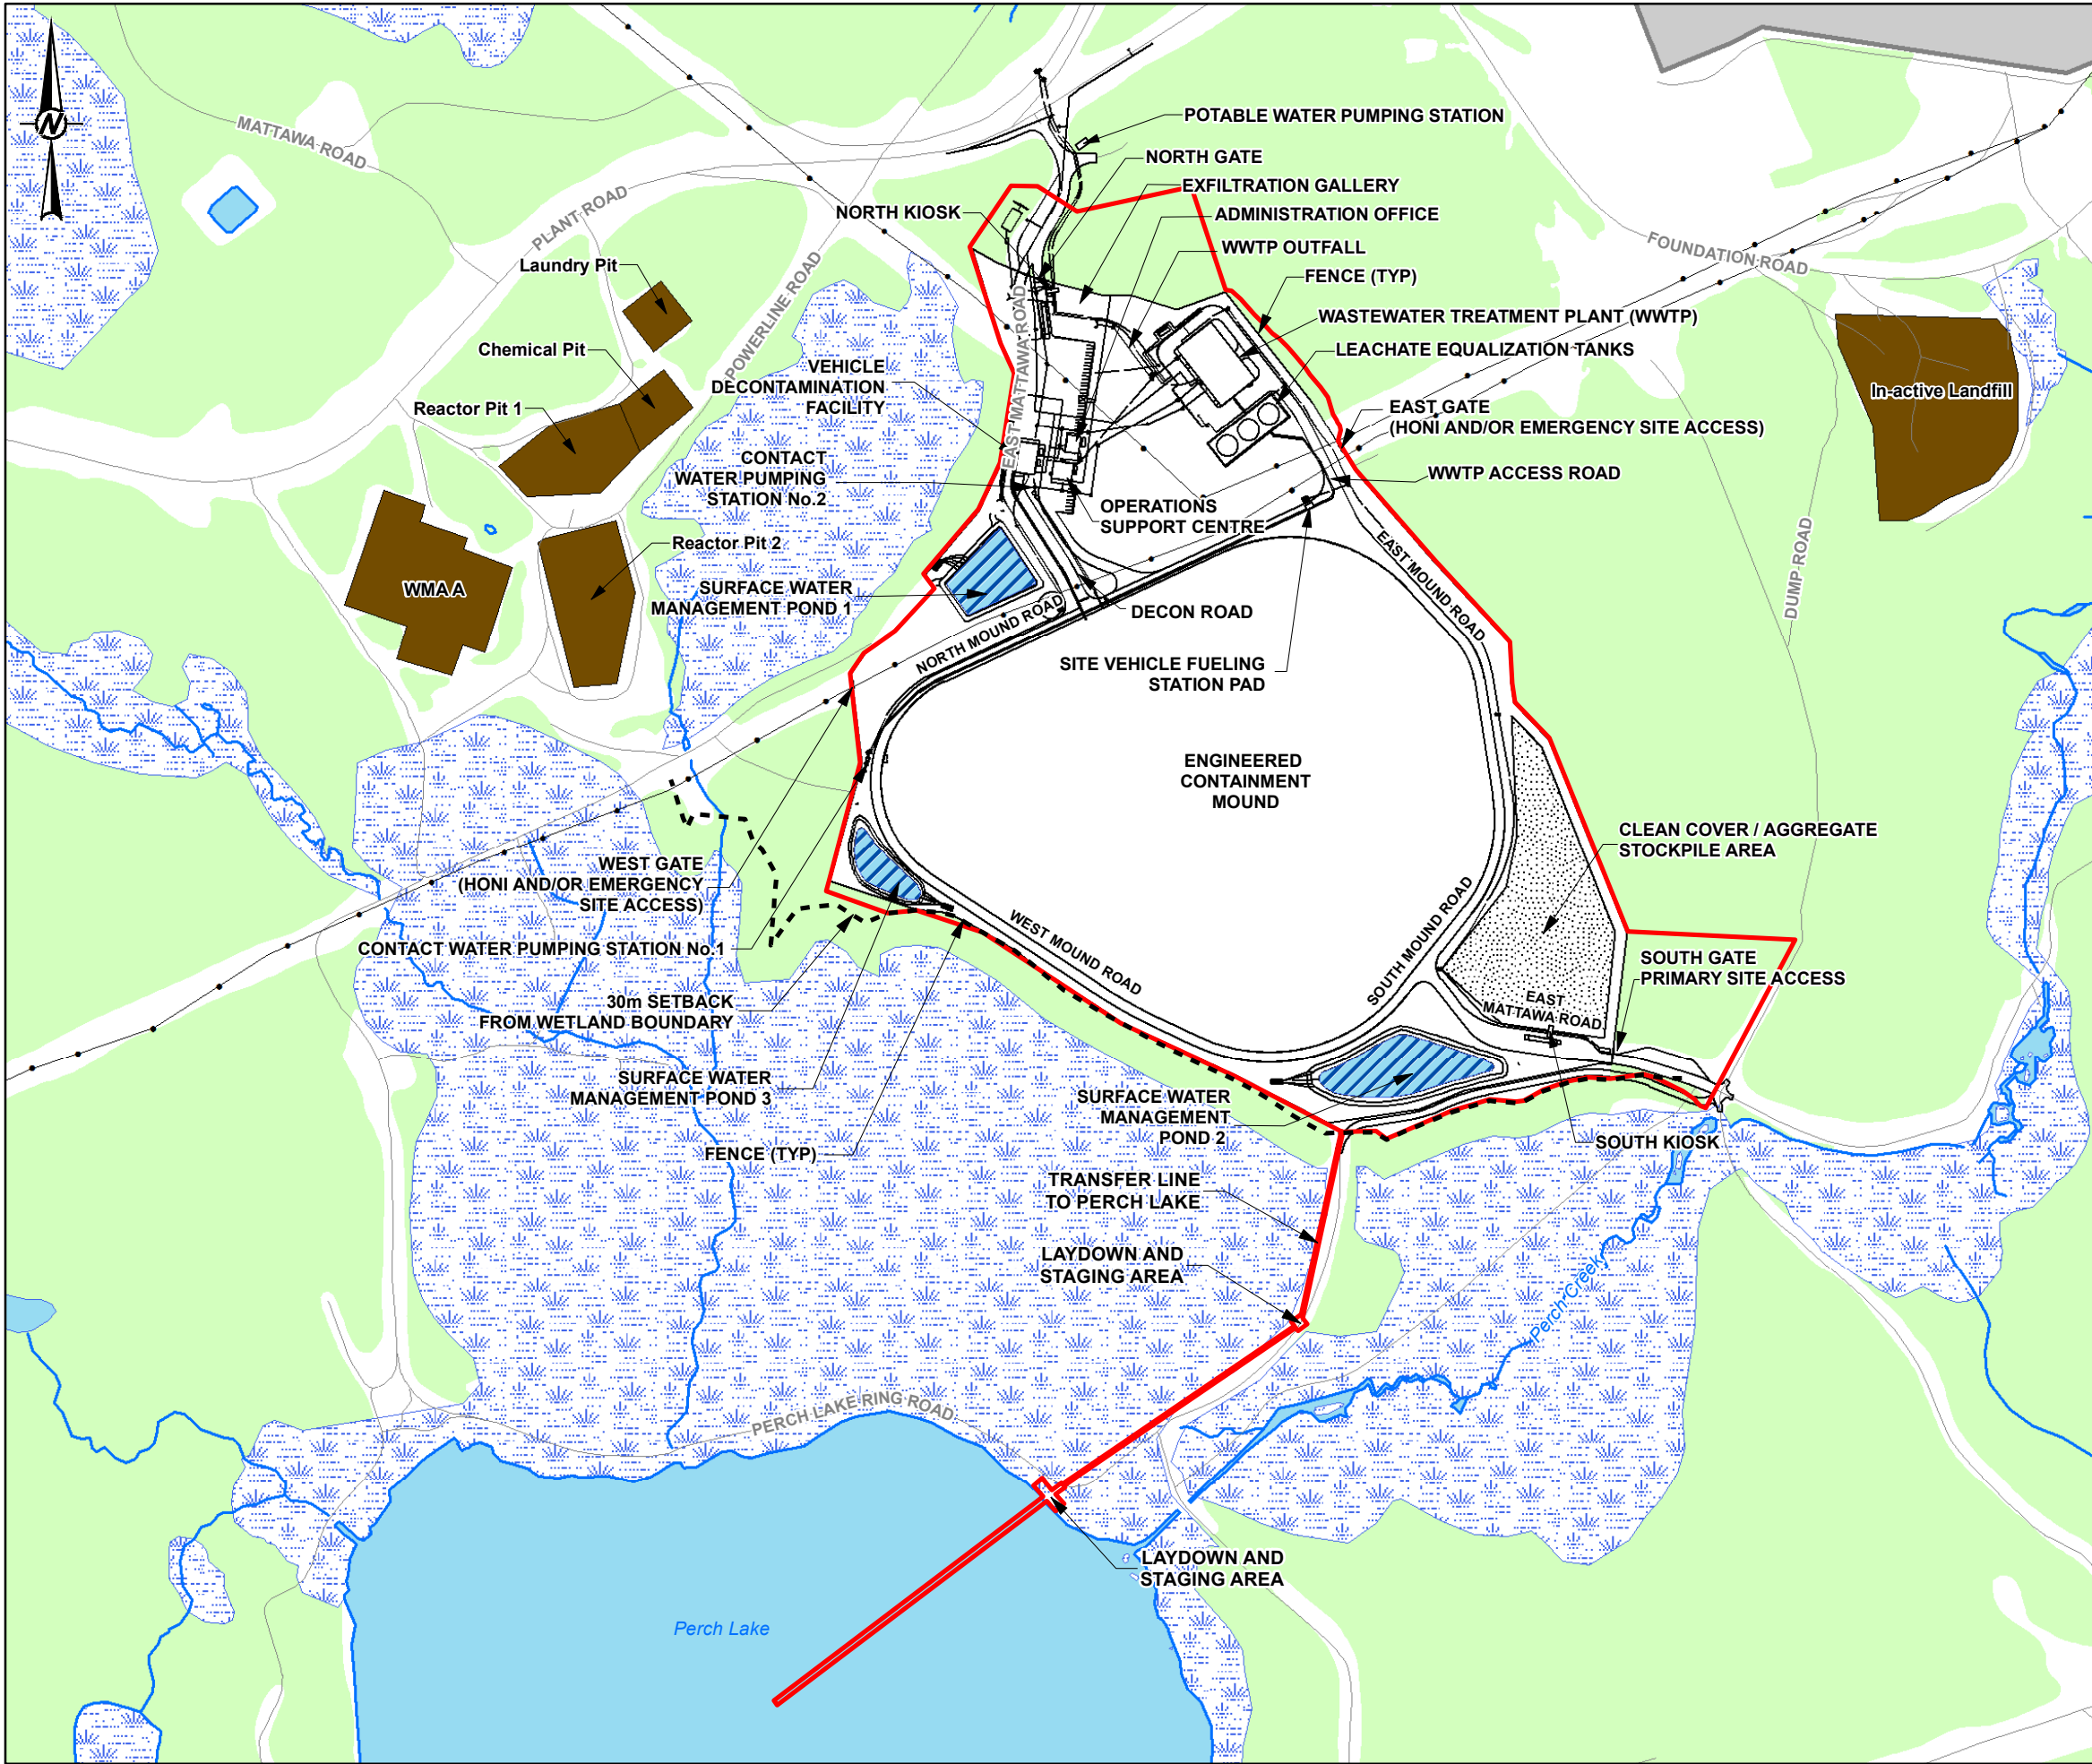 N
MATTAWA ROAD
PLANT ROAD
POWERLINE ROAD
POTABLE WATER PUMPING STATION
NORTH GATE
EXFILTRATION GALLERY
NORTH KIOSK
ADMINISTRATION OFFICE
WWTP OUTFALL
FENCE (TYP)
FOUNDATION ROAD
Laundry Pit
WASTEWATER TREATMENT PLANT (WWTP)
LEACHATE EQUALIZATION TANKS
Chemical Pit
VEHICLE
DECONTAMINATION
FACILITY
EAST MATTAWA ROAD
Reactor Pit 1
EAST GATE
(HONI AND/OR EMERGENCY SITE ACCESS)
In-active Landfill
CONTACT
WATER PUMPING
STATION No.2
WWTP ACCESS ROAD
OPERATIONS
SUPPORT CENTRE
Reactor Pit 2
WMA A
EAST MOUND ROAD
DUMP ROAD
SURFACE WATER
MANAGEMENT POND 1
DECON ROAD
NORTH MOUND ROAD
SITE VEHICLE FUELING
STATION PAD
ENGINEERED
CONTAINMENT
MOUND
CLEAN COVER / AGGREGATE
STOCKPILE AREA
WEST GATE
(HONI AND/OR EMERGENCY
SITE ACCESS)
CONTACT WATER PUMPING STATION No.1
WEST MOUND ROAD
SOUTH MOUND ROAD
SOUTH GATE
PRIMARY SITE ACCESS
EAST
MATTAWA ROAD
30m SETBACK
FROM WETLAND BOUNDARY
SURFACE WATER
MANAGEMENT POND 3
SURFACE WATER
MANAGEMENT
POND 2
SOUTH KIOSK
FENCE (TYP)
TRANSFER LINE
TO PERCH LAKE
LAYDOWN AND
STAGING AREA
Perch Creek
PERCH LAKE RING ROAD
LAYDOWN AND
STAGING AREA
Perch Lake